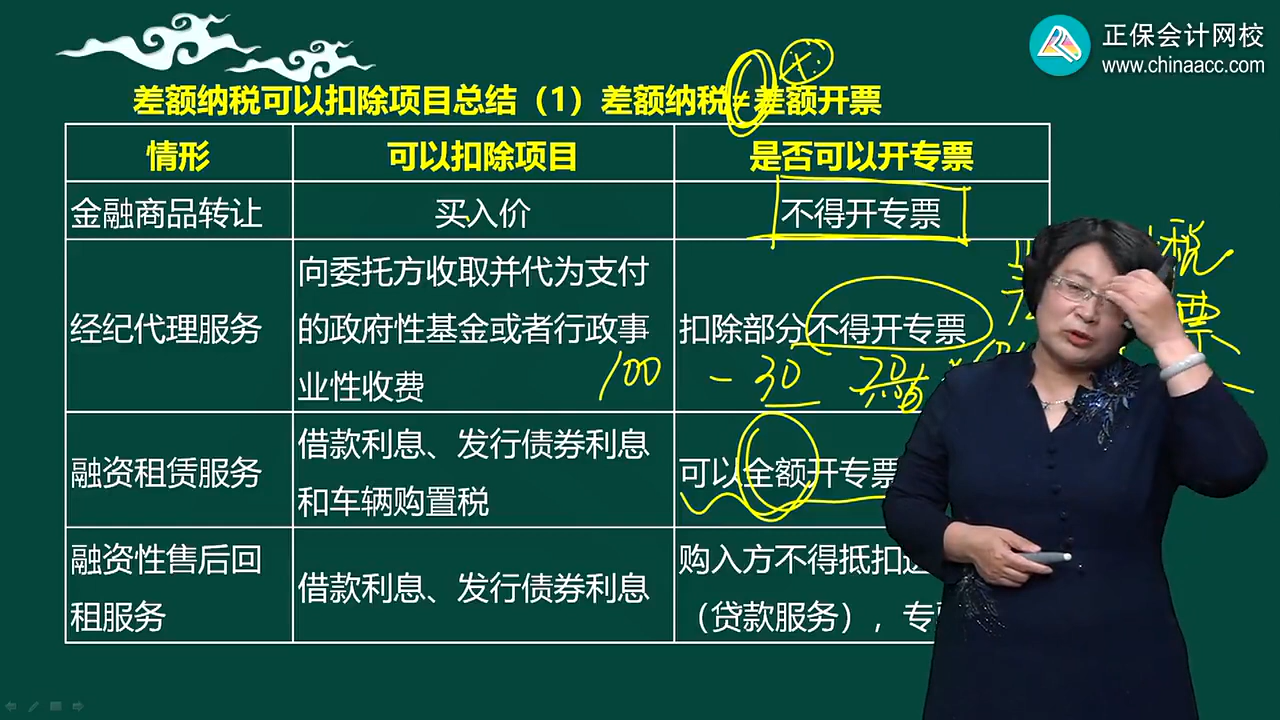 正保会计网校
www.chinaacc.com
差额纳税可以扣除项目总结（1）差额纳税≠差额开票
情形
可以扣除项目
是否可以开专票
金融商品转让
买入价
不得开专票
经纪代理服务
向委托方收取并代为支付
的政府性基金或者行政事
业性收费
扣除部分不得开专票
100
- 30
税
票
融资租赁服务
借款利息、发行债券利息
和车辆购置税
可以全额开专票
融资性售后回
租服务
借款利息、发行债券利息
购入方不得抵扣
（贷款服务），专